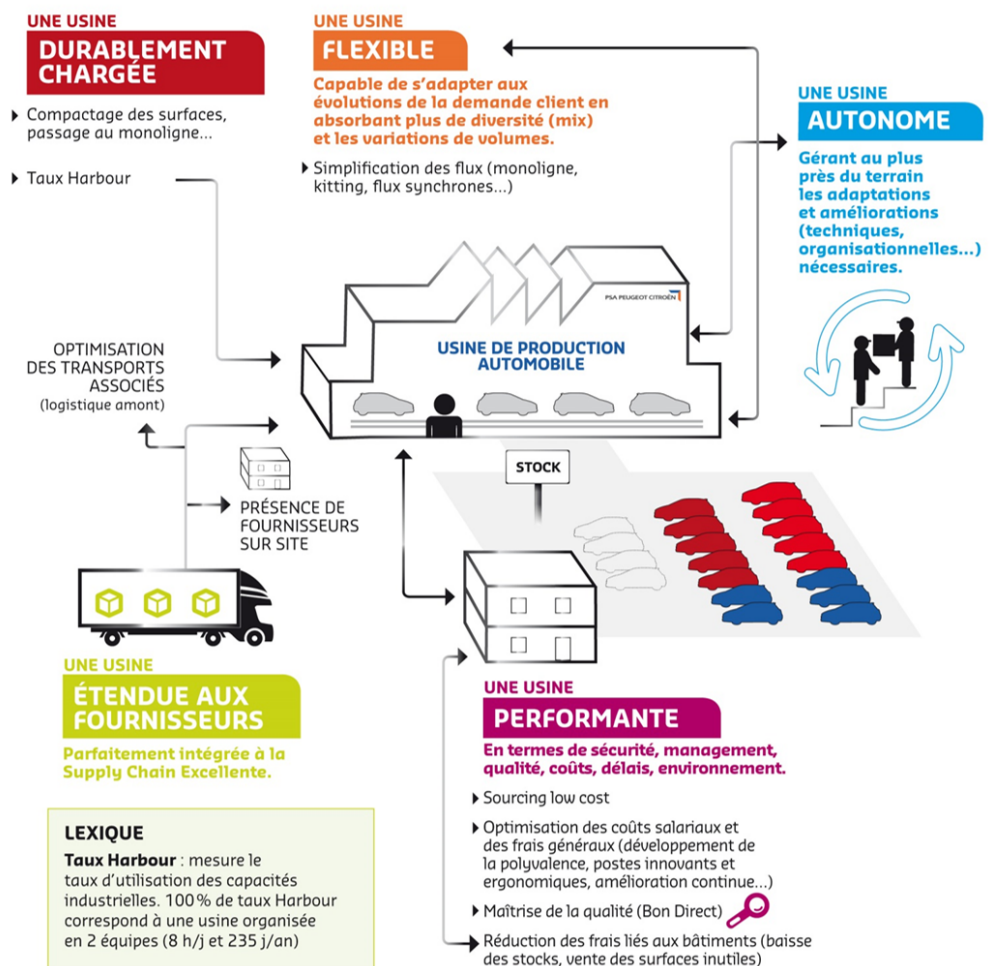 UNE USINE
DURABLEMENT
CHARGÉE
▸ Compactage des surfaces,
passage au monoligne...
▸ Taux Harbour
UNE USINE
FLEXIBLE
Capable de s’adapter aux
évolutions de la demande client en
absorbant plus de diversité (mix)
et les variations de volumes.
▸ Simplification des flux (monoligne,
kitting, flux synchrones...)
UNE USINE
AUTONOME
Gérant au plus
près du terrain
les adaptations
et améliorations
(techniques,
organisationnelles...)
nécessaires.
PSA PEUGEOT CITROËN
USINE DE PRODUCTION
AUTOMOBILE
OPTIMISATION
DES TRANSPORTS
ASSOCIÉS
(logistique amont)
STOCK
PRÉSENCE DE
FOURNISSEURS
SUR SITE
UNE USINE
ÉTENDUE AUX
FOURNISSEURS
Parfaitement intégrée à la
Supply Chain Excellente.
UNE USINE
PERFORMANTE
En termes de sécurité, management,
qualité, coûts, délais, environnement.
▸ Sourcing low cost
▸ Optimisation des coûts salariaux et
des frais généraux (développement de
la polyvalence, postes innovants et
ergonomiques, amélioration continue...)
▸ Maîtrise de la qualité (Bon Direct)
Réduction des frais liés aux bâtiments (baisse
des stocks, vente des surfaces inutiles)
LEXIQUE
Taux Harbour : mesure le
taux d’utilisation des capacités
industrielles. 100 % de taux Harbour
correspond à une usine organisée
en 2 équipes (8 h/j et 235 j/an)